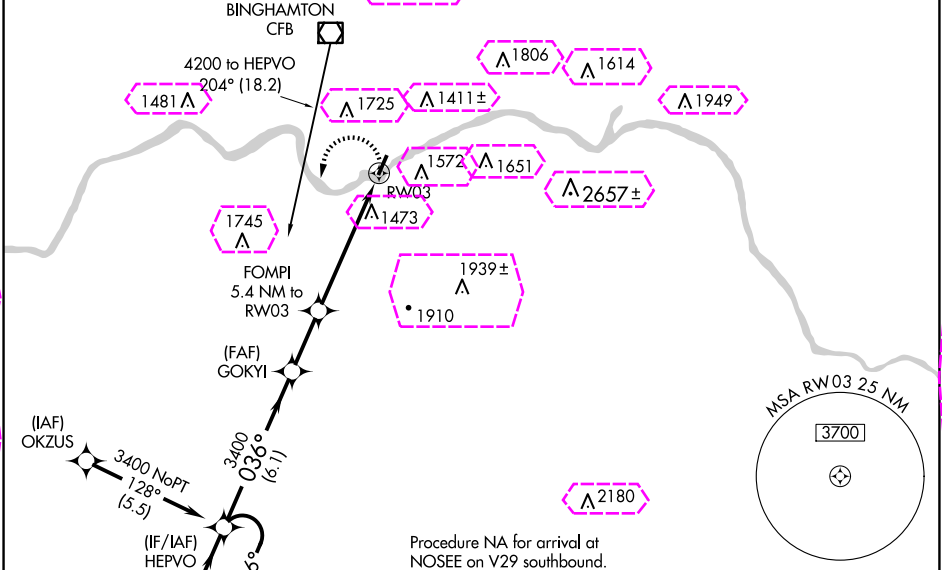 BINGHAMTON
CFB
4200 to HEPVO
204° (18.2)
1481
1725
1411±
1806
1614
1949
1572
1651
2657±
RW03
1473
1745
FOMPI
5.4 NM to
RW03
1939±
1910
(FAF)
GOKYI
MSA RW03 25 NM
3700
(IAF)
OKZUS
3400 NoPT
128°
(5.5)
3400
036°
(6.1)
2180
(IF/IAF)
HEPVO
Procedure NA for arrival at
NOSEE on V29 southbound.